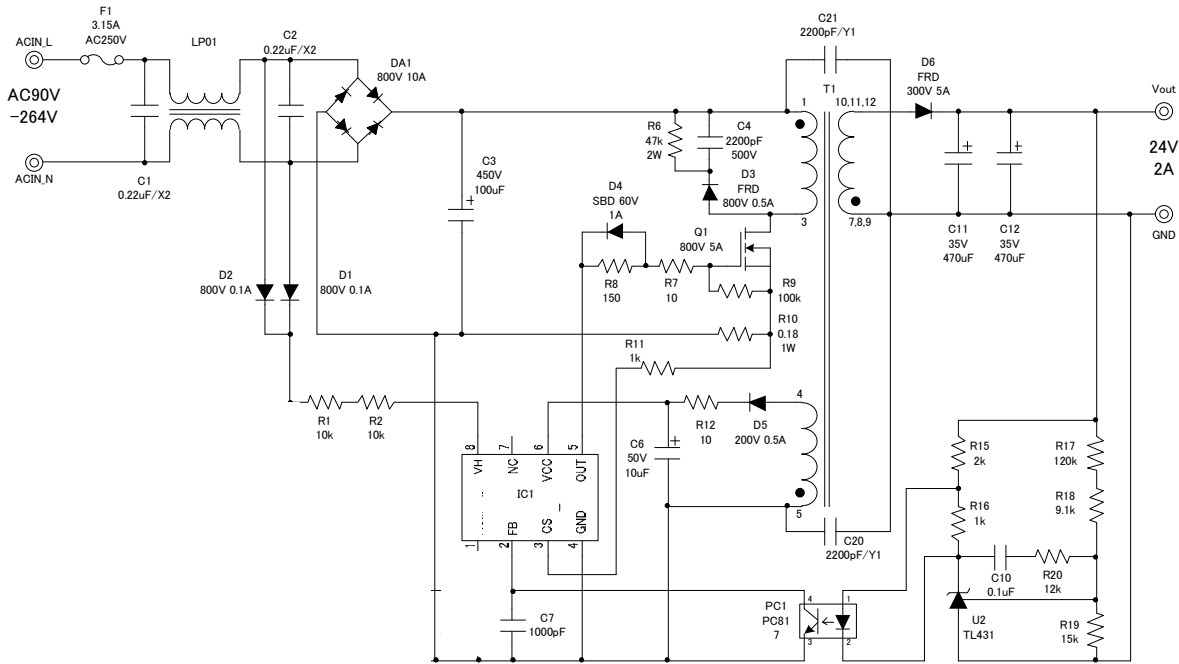 F1
3.15A
AC250V
ACIN_L
AC90V
-264V
ACIN_N
C1
0.22uF/X2
LP01
C2
0.22uF/X2
DA1
800V 10A
C3
450V
100uF
D2
800V 0.1A
D1
800V 0.1A
R1
10k
R2
10k
R6
47k
2W
C4
2200pF
500V
D3
FRD
800V 0.5A
D4
SBD 60V
1A
Q1
800V 5A
R8
150
R7
10
R9
100k
R10
0.18
1W
R11
1k
C21
2200pF/Y1
T1
1
10,11,12
3
7,8,9
D6
FRD
300V 5A
C11
35V
470uF
C12
35V
470uF
Vout
24V
2A
GND
4
5
R12
10
D5
200V 0.5A
C6
50V
10uF
C20
2200pF/Y1
8
7
6
5
VH
NC
VCC
OUT
IC1
FB
CS
GND
1
2
3
4
C7
1000pF
PC1
PC81
7
4
1
3
2
R15
2k
R16
1k
R17
120k
R18
9.1k
C10
0.1uF
R20
12k
U2
TL431
R19
15k